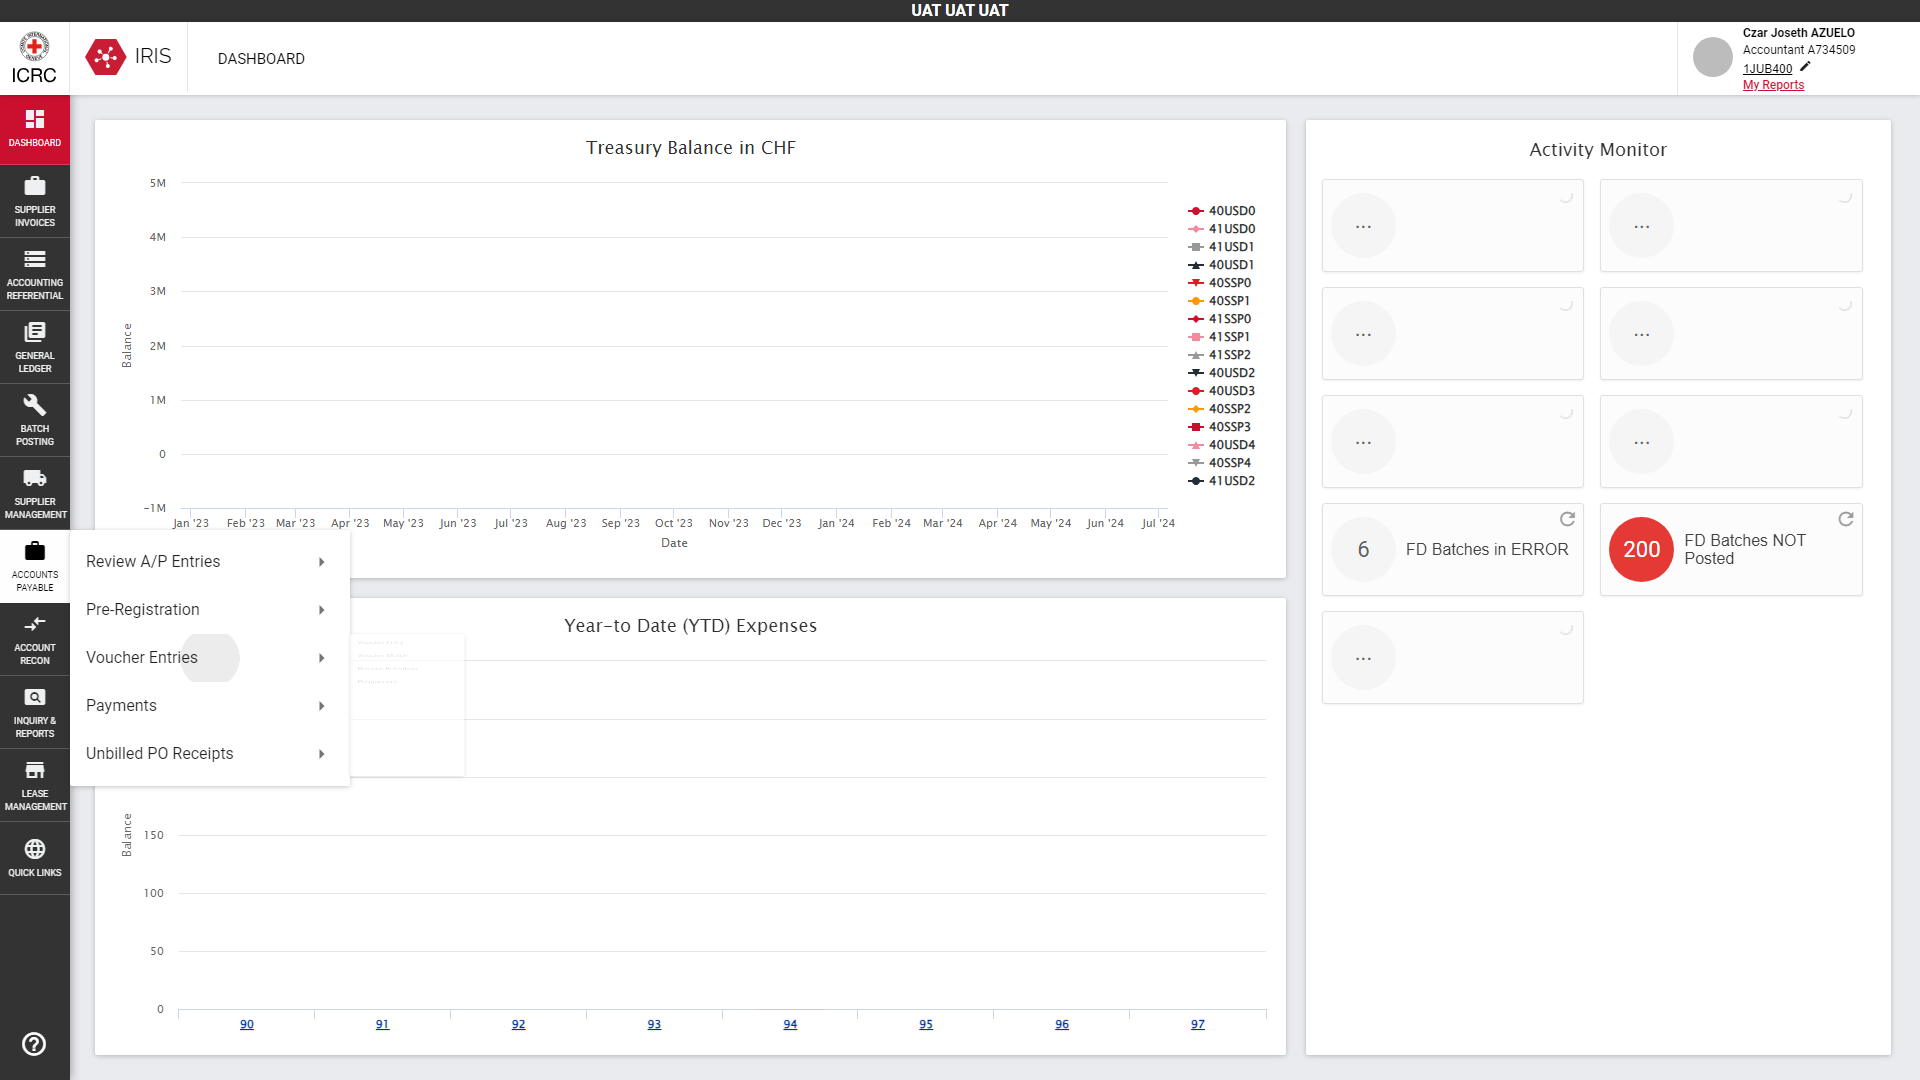 UAT UAT UAT
ICRC
IRIS
DASHBOARD
Czar Joseth AZUELO
Accountant A734509
1JUB400
My Reports
DASHBOARD
SUPPLIER
INVOICES
ACCOUNTING
REFERENTIAL
GENERAL
LEDGER
BATCH
POSTING
SUPPLIER
MANAGEMENT
ACCOUNTS
PAYABLE
ACCOUNT
RECON
INQUIRY &
REPORTS
LEASE
MANAGEMENT
QUICK LINKS
Review A/P Entries
Pre-Registration
Voucher Entries
Payments
Unbilled PO Receipts
Treasury Balance in CHF
Balance
5M
4M
3M
2M
1M
0
-1M
Jan '23 Feb '23 Mar '23 Apr '23 May '23 Jun '23 Jul '23 Aug '23 Sep '23 Oct '23 Nov '23 Dec '23 Jan '24 Feb '24 Mar '24 Apr '24 May '24 Jun '24 Jul '24
Date
40USD0
41USD0
41USD1
40USD1
40SSP0
40SSP1
41SSP0
41SSP1
41SSP2
40USD2
40USD3
40SSP2
40SSP3
40USD4
40SSP4
41USD2
Year-to Date (YTD) Expenses
Balance
150
100
50
0
90 91 92 93 94 95 96 97
Activity Monitor
... ...
... ...
... ...
6 FD Batches in ERROR
200 FD Batches NOT
Posted
...